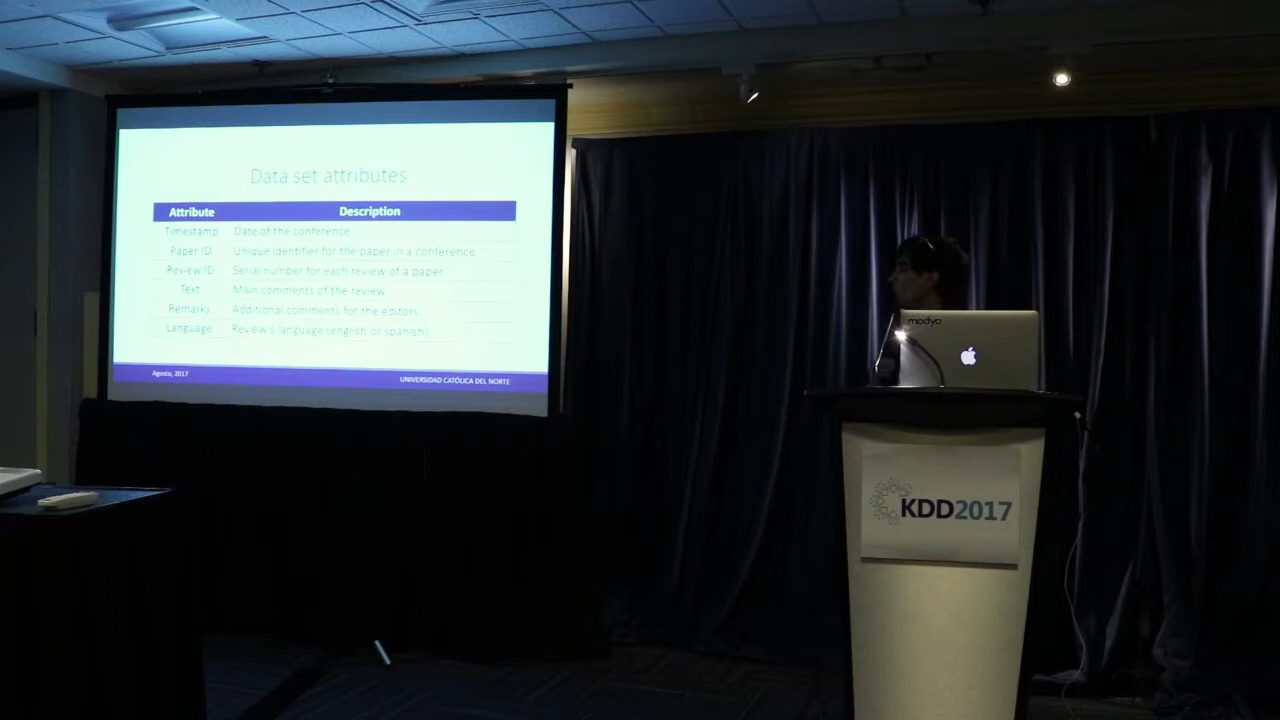 Data set attributes
Attribute Description
Timestamp Date of the conference
Paper ID Unique identifier for the paper in a conference
Review ID Serial number for each review of a paper
Text Main comments of the review
Remarks Additional comments for the editors
Language Review's language (english or spanish)
Agosto, 2017 UNIVERSIDAD CATÓLICA DEL NORTE
modyo
KDD2017